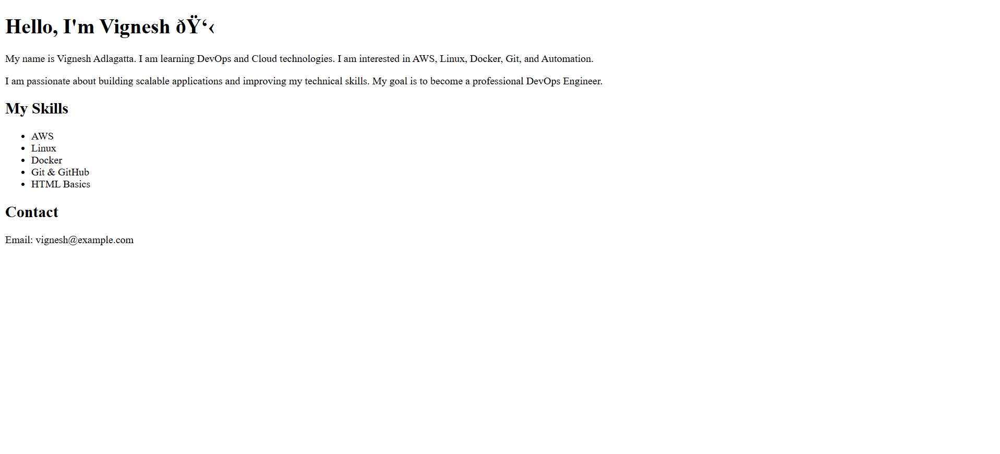 Hello, I'm Vignesh ðŸ‘‹
My name is Vignesh Adlagatta. I am learning DevOps and Cloud technologies. I am interested in AWS, Linux, Docker, Git, and Automation.
I am passionate about building scalable applications and improving my technical skills. My goal is to become a professional DevOps Engineer.
My Skills
• AWS
• Linux
• Docker
• Git & GitHub
• HTML Basics
Contact
Email: vignesh@example.com